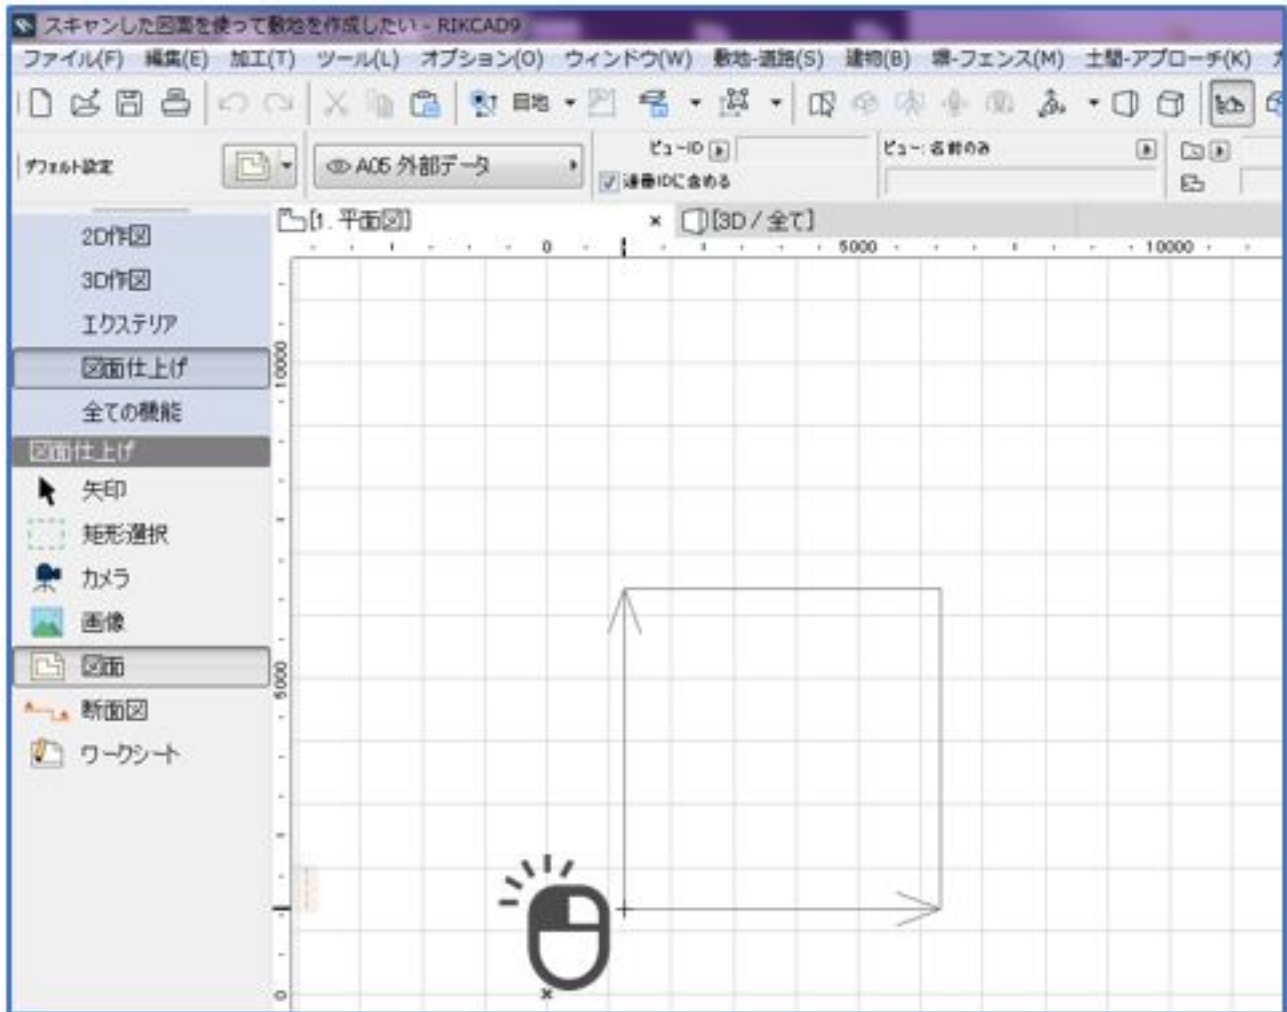 スキャンした図面を使って敷地を作成したい - RIKCAD9
ファイル(F) 編集(E) 加工(T) ツール(L) オプション(O) ウィンドウ(W) 敷地-道路(S) 建物(B) 塀-フェンス(M) 土間-アプローチ(K)
目地
デフォルト設定
A05 外部データ
ビューID
ビュー: 名前のみ
連番IDに含める
[1. 平面図]
[3D / 全て]
0 5000 10000
2D作図
3D作図
エクステリア
図面仕上げ
全ての機能
図面仕上げ
矢印
矩形選択
カメラ
画像
図面
断面図
ワークシート
10000
5000
0